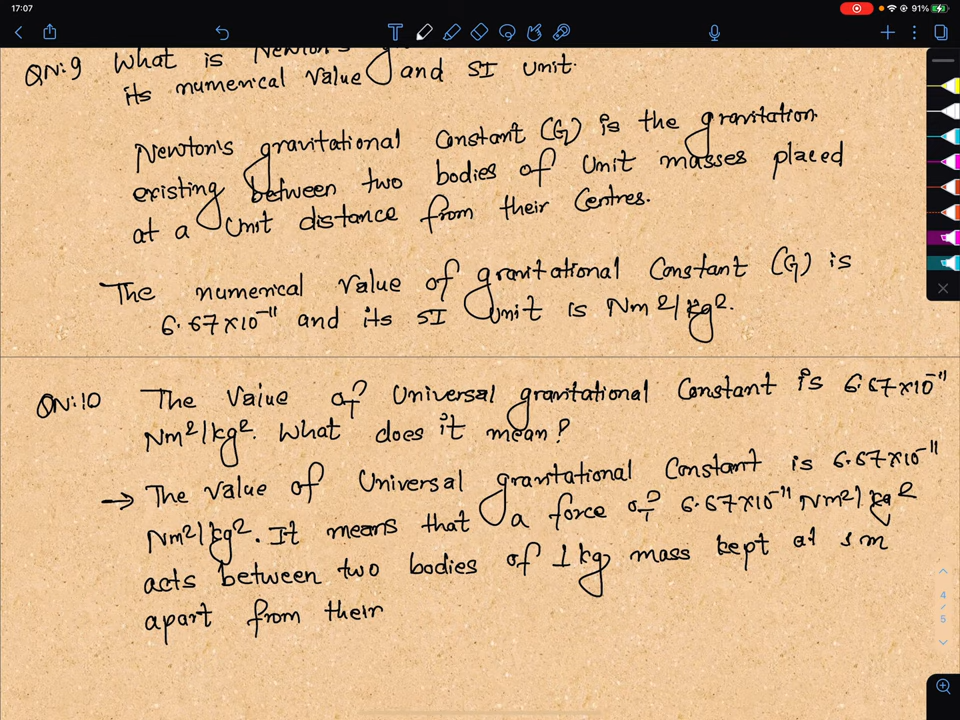 17:07
91%
QN:9 What is Newton's
its numerical value and SI unit.
Newton's gravitational Constant (G) is the gravitation
existing between two bodies of Unit masses placed
at a Unit distance from their Centres.
The numerical value of gravitational Constant (G) is
6.67×10⁻¹¹ and its SI Unit is Nm2/kg2.
QN:10 The Value of Universal gravitational Constant is 6.67×10⁻¹¹
Nm2/kg2. What does it mean?
→ The value of Universal gravitational Constant is 6.67×10⁻¹¹
Nm2/kg2. It means that a force of 6.67×10⁻¹¹ Nm2/kg2
acts between two bodies of 1kg mass kept at 1m
apart from their
4
/
5